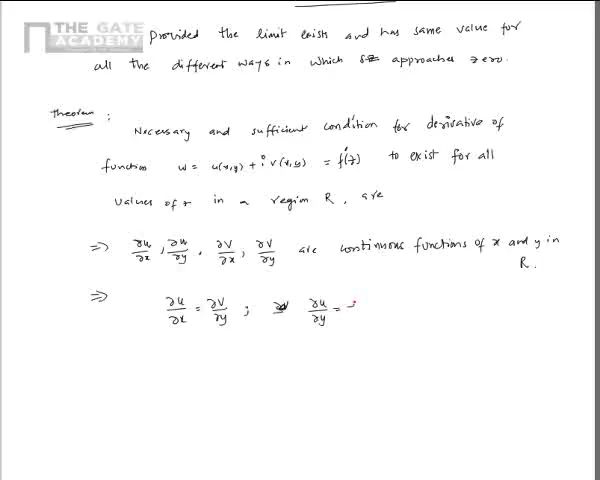 THE GATE
ACADEMY
Provided the limit exists and has same value for
all the different ways in which δz approaches zero.
Theorem :
Necessary and sufficient condition for derivative of
function w = u(x,y) + i v(x,y) = f(z) to exist for all
values of z in a region R, are
=> ∂u/∂x , ∂u/∂y , ∂v/∂x , ∂v/∂y are continuous functions of x and y in
R.
=> ∂u/∂x = ∂v/∂y ; ∂u/∂y = -